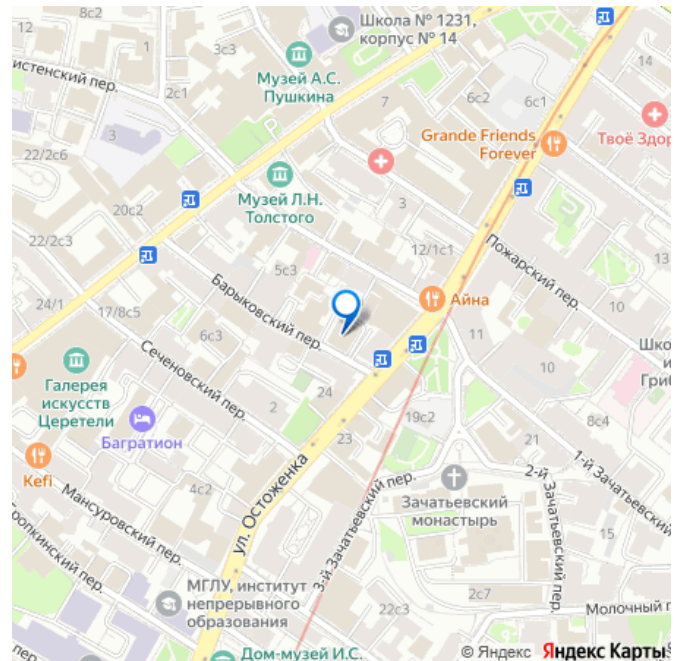 8с2
1
3с3
Школа № 1231,
корпус № 14
истенский пер.
2с1
Музей А.С.
Пушкина
7
6с2
6с1
14
3
Grande Friends
Forever
Твоё Здор
22/2с6
20с2
Музей Л.Н.
Толстого
3
12/1с1
22/2с3
5с3
Пожарский пер.
24/1
17/8с5
Барыковский пер.
Айна
10
13
6с3
11
Сеченовский пер.
Шко
и
Гриб
Галерея
искусств
Церетели
2
24
10
19с2
8с4
Багратион
23
21
Kefi
4с2
ул. Остоженка
1-й Зачатьевский
Мансуровский пер.
3-й Зачатьевский пер.
Зачатьевский
монастырь
2-й Зачатьевский пер.
15
опкинский пер.
МГЛУ, институт
непрерывного
образования
22с3
2с7
Молочный п
Дом-музей И.С.
© Яндекс Яндекс Карты